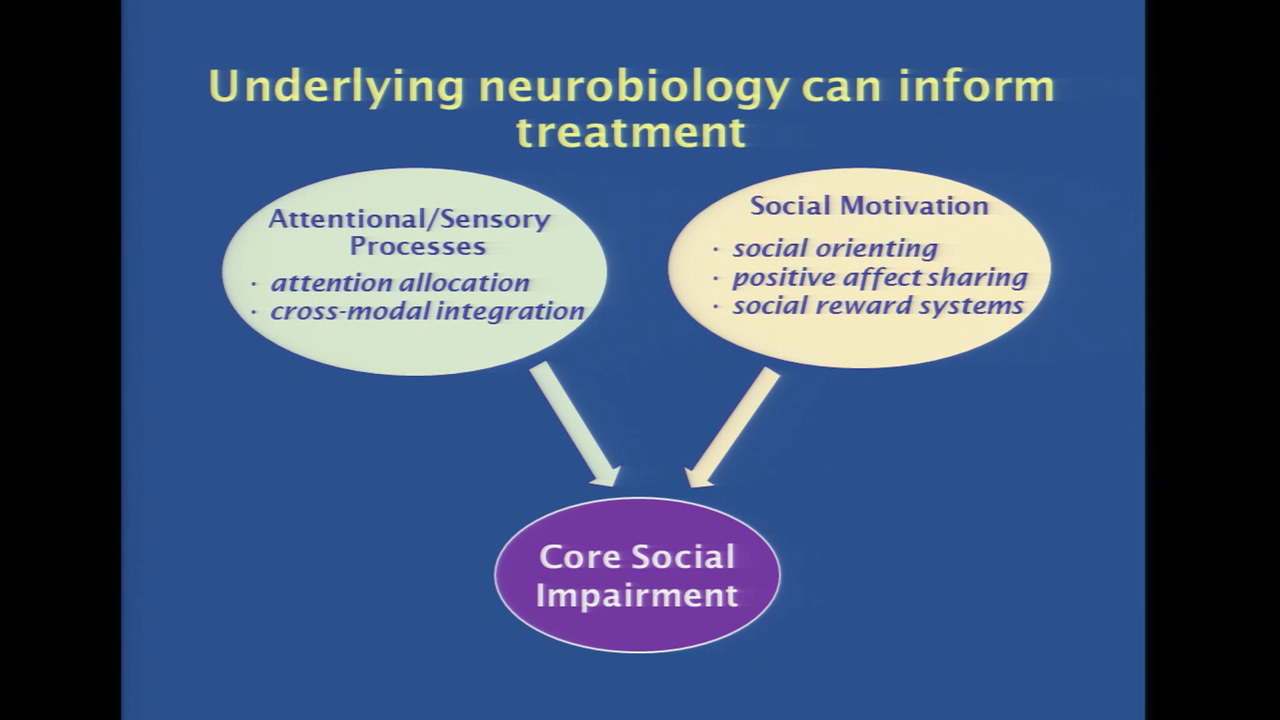 Underlying neurobiology can inform
treatment
Attentional/Sensory
Processes
· attention allocation
· cross-modal integration
Social Motivation
· social orienting
· positive affect sharing
· social reward systems
Core Social
Impairment